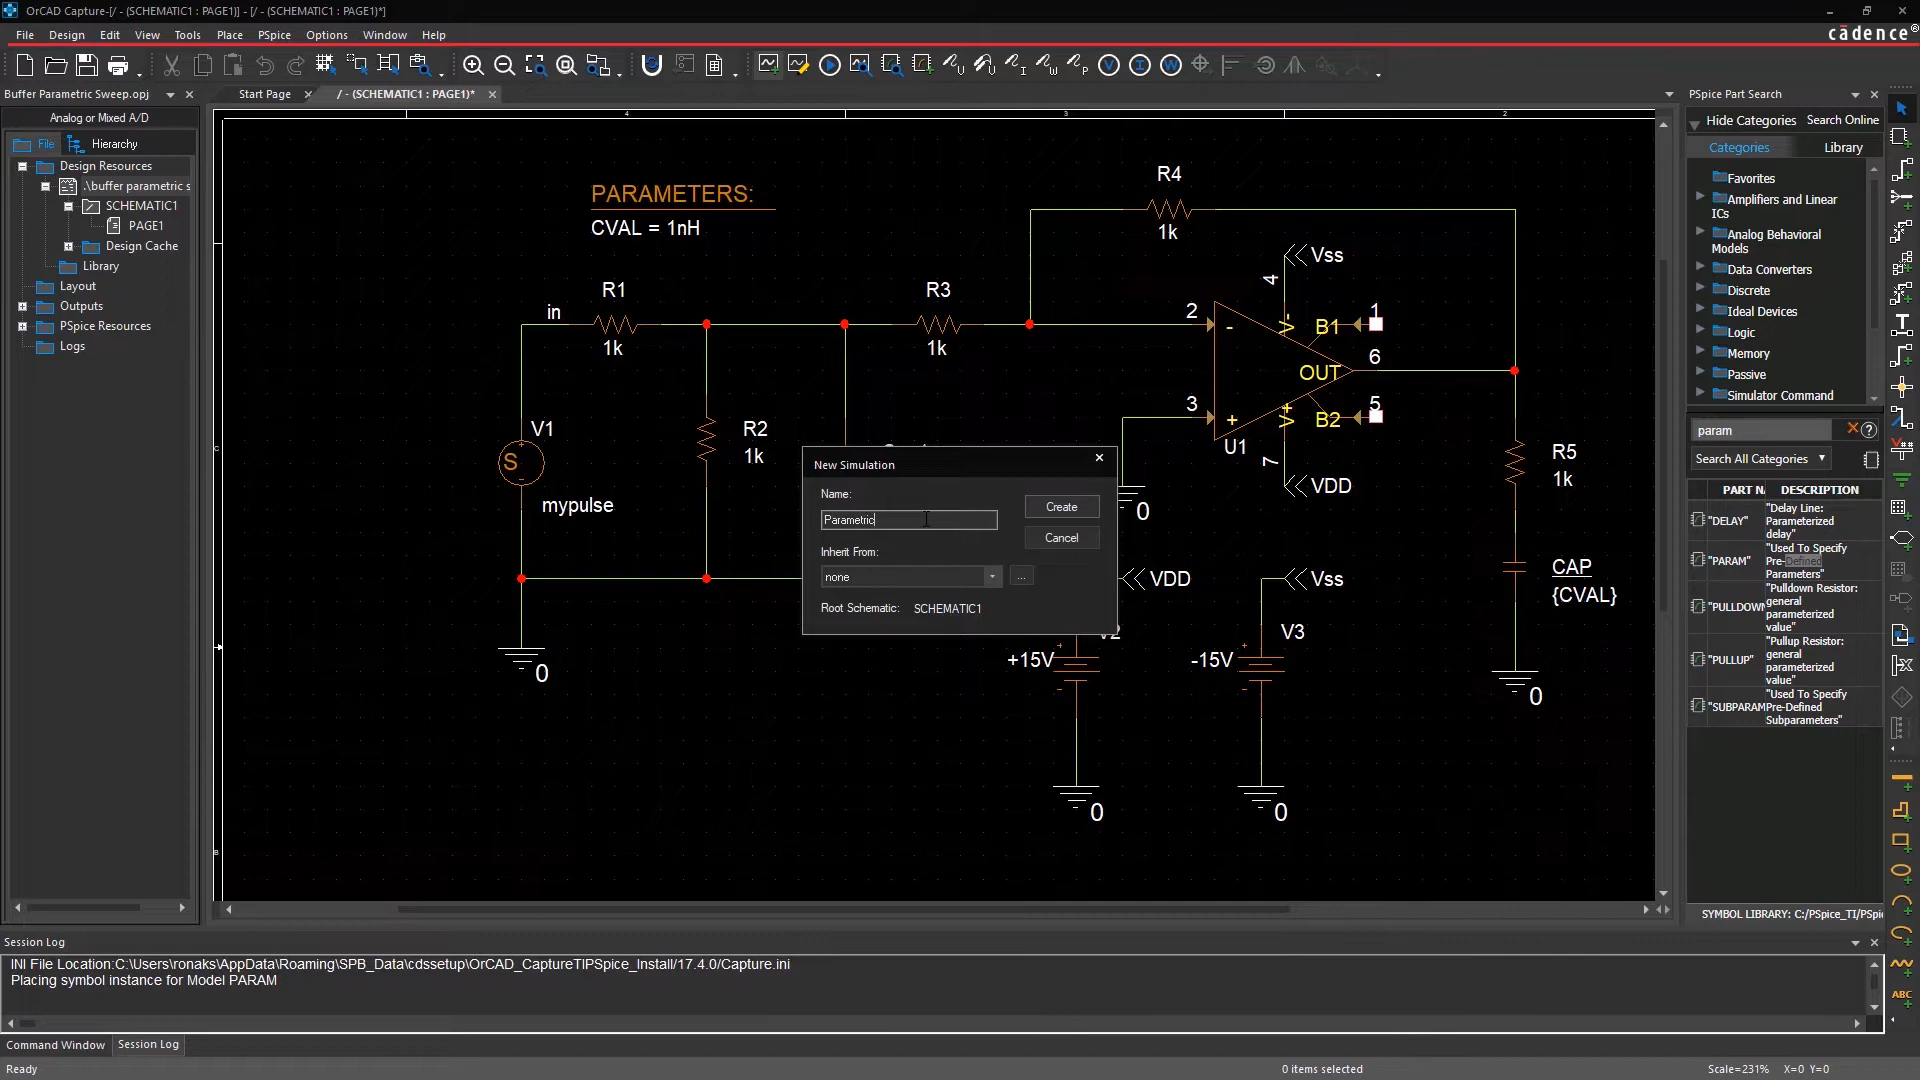 OrCAD Capture-[/ - (SCHEMATIC1 : PAGE1)] - [/ - (SCHEMATIC1 : PAGE1)*]
File Design Edit View Tools Place PSpice Options Window Help
cādence®
Buffer Parametric Sweep.opj
Start Page
/ - (SCHEMATIC1 : PAGE1)*
PSpice Part Search
Analog or Mixed A/D
File
Hierarchy
Design Resources
.\buffer parametric s
SCHEMATIC1
PAGE1
Design Cache
Library
Layout
Outputs
PSpice Resources
Logs
4
3
2
PARAMETERS:
CVAL = 1nH
R4
1k
Vss
4
in
R1
1k
R3
1k
2
-
V-
B1
1
6
OUT
3
+
V+
B2
5
U1
7
VDD
V1
S
mypulse
R2
1k
R5
1k
0
New Simulation
Name:
Parametric
Create
Cancel
Inherit From:
none
...
Root Schematic: SCHEMATIC1
VDD
Vss
CAP
{CVAL}
+15V
-15V
V3
0
0
0
0
C
B
Hide Categories
Search Online
Categories
Library
Favorites
Amplifiers and Linear
ICs
Analog Behavioral
Models
Data Converters
Discrete
Ideal Devices
Logic
Memory
Passive
Simulator Command
param
Search All Categories
PART N. DESCRIPTION
"DELAY" "Delay Line:
Parameterized
delay"
"PARAM" "Used To Specify
Pre-Defined
Parameters"
"PULLDOWN "Pulldown Resistor:
general
parameterized
value"
"PULLUP" "Pullup Resistor:
general
parameterized
value"
"SUBPARAM "Used To Specify
Pre-Defined
Subparameters"
SYMBOL LIBRARY: C:/PSpice_TI/PSpi
Session Log
INI File Location:C:\Users\ronaks\AppData\Roaming\SPB_Data\cdssetup\OrCAD_CaptureTIPSpice_Install/17.4.0/Capture.ini
Placing symbol instance for Model PARAM
Command Window
Session Log
Ready
0 items selected
Scale=231% X=0 Y=0